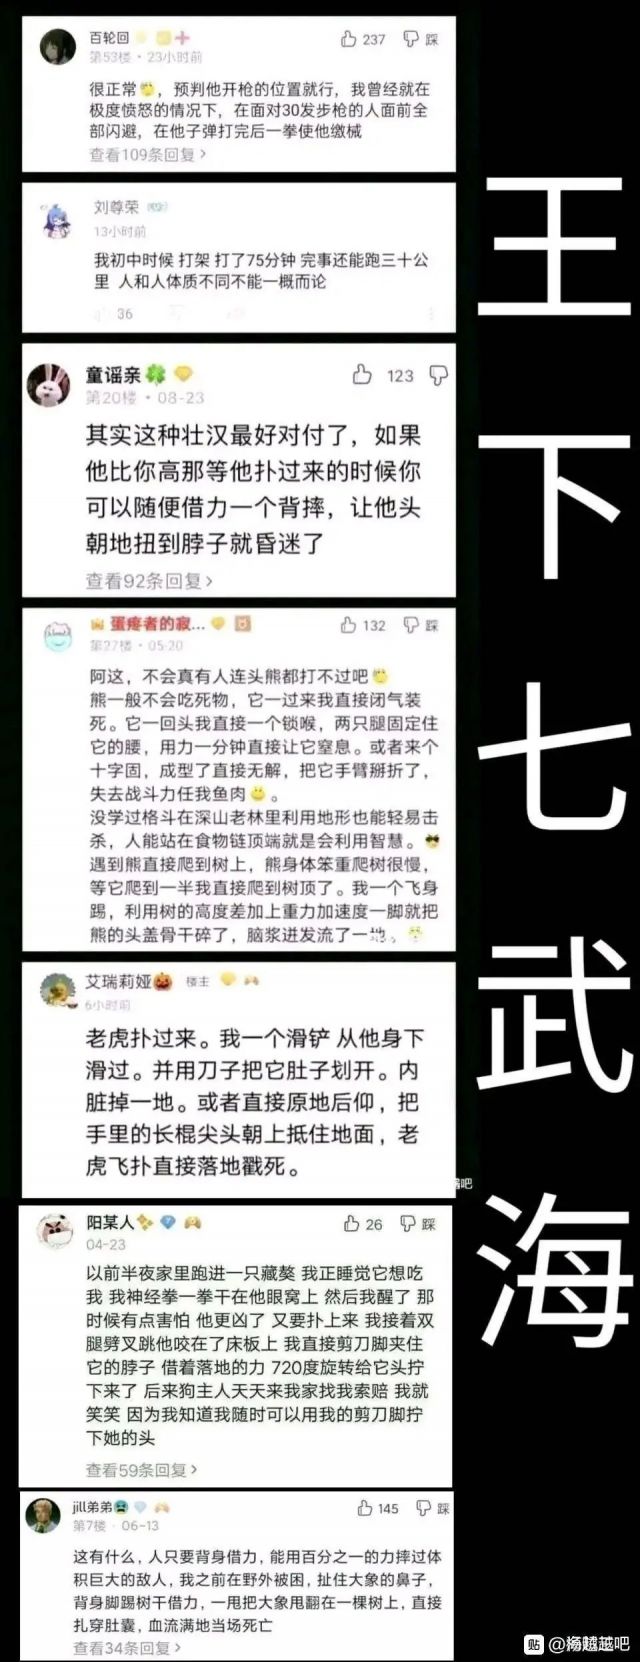 百轮回
237 踩
第53楼・23小时前
很正常，预判他开枪的位置就行，我曾经就在
极度愤怒的情况下，在面对30发步枪的人面前全
部闪避，在他子弹打完后一拳使他缴械
查看109条回复>
刘尊荣
13小时前
我初中时候 打架 打了75分钟 完事还能跑三十公
里 人和人体质不同不能一概而论
36
童谣亲
123
第20楼・08-23
其实这种壮汉最好对付了，如果
他比你高那等他扑过来的时候你
可以随便借力一个背摔，让他头
朝地扭到脖子就昏迷了
查看92条回复>
蛋疼者的寂...
132 踩
第27楼・05-20
阿这，不会真有人连头熊都打不过吧
熊一般不会吃死物，它一过来我直接闭气装
死。它一回头我直接一个锁喉，两只腿固定住
它的腰，用力一分钟直接让它窒息。或者来个
十字固，成型了直接无解，把它手臂掰折了，
失去战斗力任我鱼肉。
没学过格斗在深山老林里利用地形也能轻易击
杀，人能站在食物链顶端就是会利用智慧。
遇到熊直接爬到树上，熊身体笨重爬树很慢，
等它爬到一半我直接爬到树顶了。我一个飞身
踢，利用树的高度差加上重力加速度一脚就把
熊的头盖骨干碎了，脑浆迸发流了一地。
艾瑞莉娅 楼主
6小时前
老虎扑过来。我一个滑铲 从他身下
滑过。并用刀子把它肚子划开。内
脏掉一地。或者直接原地后仰，把
手里的长棍尖头朝上抵住地面，老
虎飞扑直接落地戳死。
阳某人
26 踩
04-23
以前半夜家里跑进一只藏獒 我正睡觉它想吃
我 我神经拳一拳干在他眼窝上 然后我醒了 那
时候有点害怕 他更凶了 又要扑上来 我接着双
腿劈叉跳他咬在了床板上 我直接剪刀脚夹住
它的脖子 借着落地的力 720度旋转给它头拧
下来了 后来狗主人天天来我家找我索赔 我就
笑笑 因为我知道我随时可以用我的剪刀脚拧
下她的头
查看59条回复>
jill弟弟
145 踩
第7楼・06-13
这有什么，人只要背身借力，能用百分之一的力摔过体
积巨大的敌人，我之前在野外被困，扯住大象的鼻子，
背身脚踢树干借力，一甩把大象甩翻在一棵树上，直接
扎穿肚囊，血流满地当场死亡
查看34条回复>
王
下
七
武
海
贴